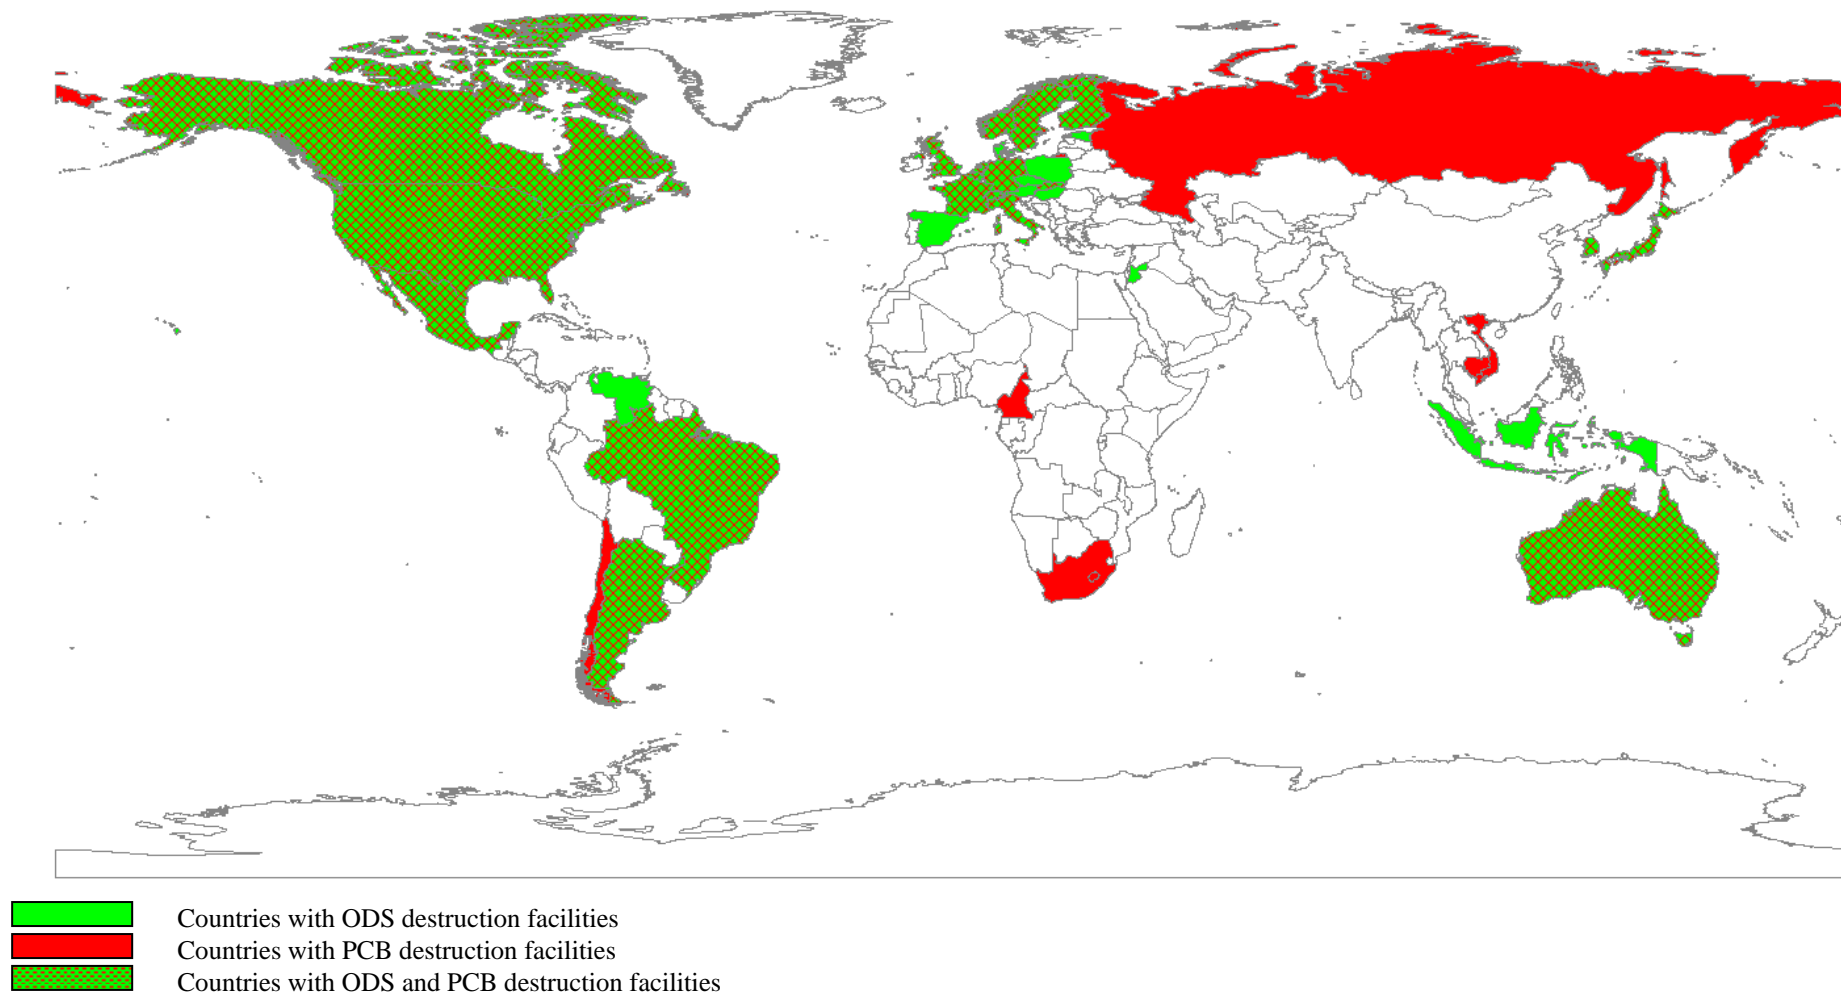 Countries with ODS destruction facilities
Countries with PCB destruction facilities
Countries with ODS and PCB destruction facilities